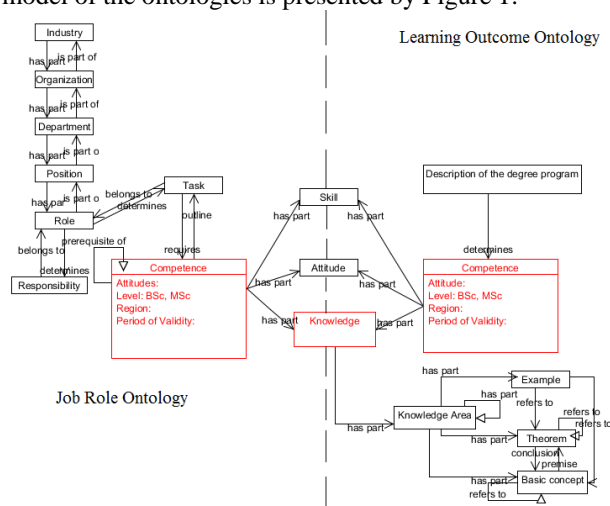 model of the ontologies is presented by Figure 1.
Learning Outcome Ontology
Industry
has part
is part of
Organization
has part
is part of
Department
has part
is part o
Position
has par
is part o
Role
belongs to
determines
Task
outline
requires
prerequisite of
belongs to
determines
Responsibility
Competence
Attitudes:
Level: BSc, MSc
Region:
Period of Validity:
has part
has part
has part
Skill
Attitude
Knowledge
has part
has part
has part
Description of the degree program
determines
Competence
Attitude:
Level: BSc, MSc
Region:
Period of Validity:
Job Role Ontology
has part
Knowledge Area
has part
has part
has part
has part
Example
refers to
Theorem
refers to
refers to
conclusion
premise
Basic concept
refers to